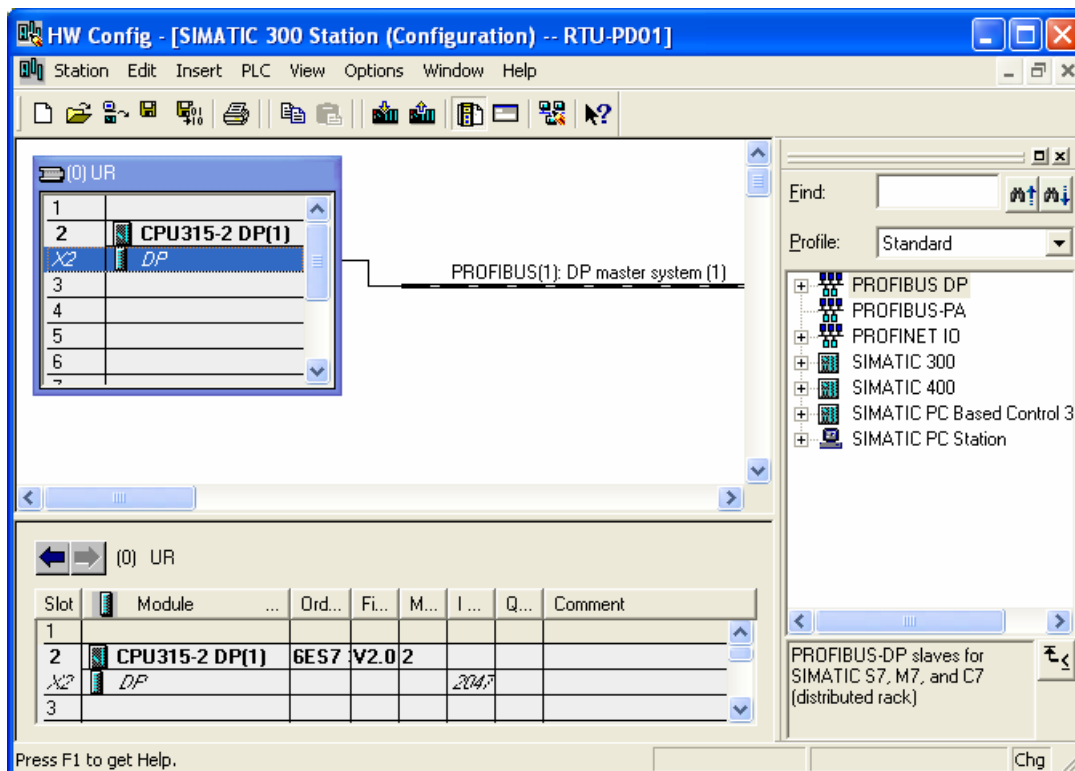 HW Config - [SIMATIC 300 Station (Configuration) -- RTU-PD01]
Station Edit Insert PLC View Options Window Help
(0) UR
1
2 CPU315-2 DP(1)
X2 DP
3
4
5
6
7
PROFIBUS(1): DP master system (1)
Find:
Profile: Standard
PROFIBUS DP
PROFIBUS-PA
PROFINET IO
SIMATIC 300
SIMATIC 400
SIMATIC PC Based Control 3
SIMATIC PC Station
(0) UR
Slot Module ... Ord... Fi... M... I ... Q... Comment
1
2 CPU315-2 DP(1) 6ES7 V2.0 2
X2 DP 2047
3
PROFIBUS-DP slaves for
SIMATIC S7, M7, and C7
(distributed rack)
Press F1 to get Help.
Chg